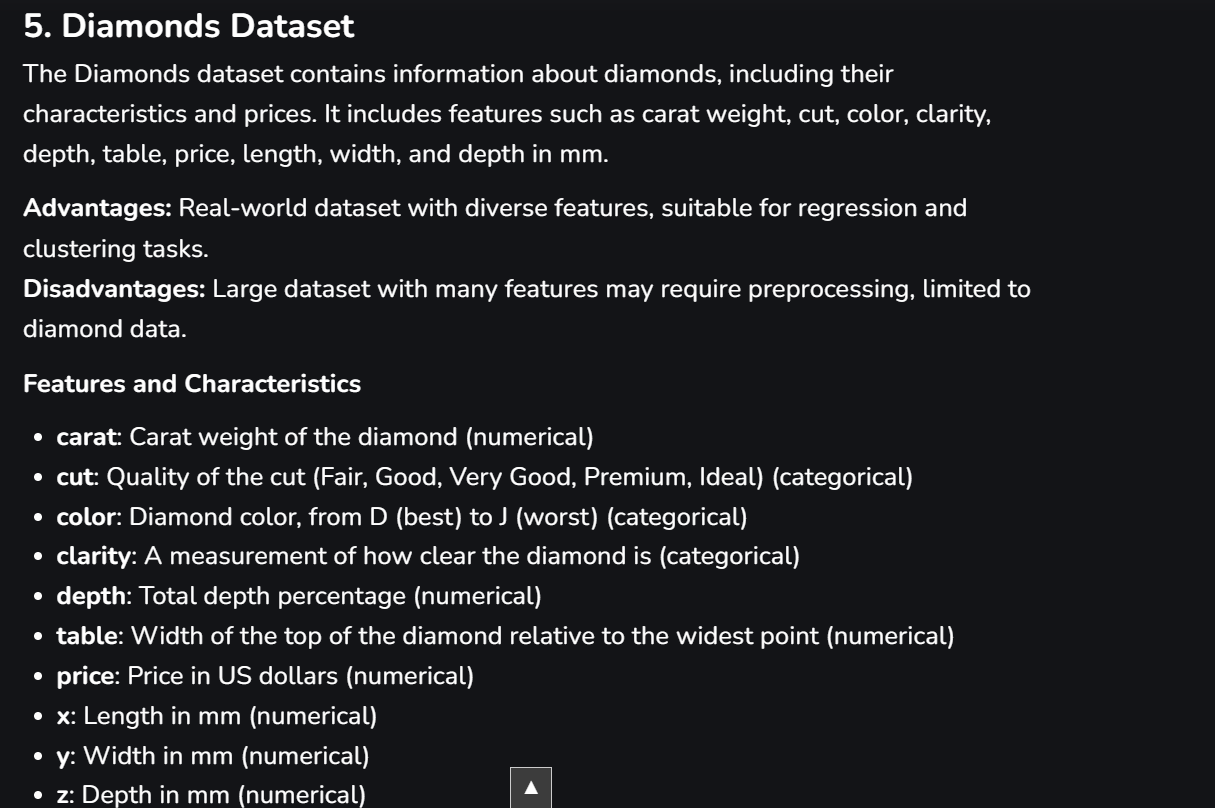 5. Diamonds Dataset
The Diamonds dataset contains information about diamonds, including their
characteristics and prices. It includes features such as carat weight, cut, color, clarity,
depth, table, price, length, width, and depth in mm.
Advantages: Real-world dataset with diverse features, suitable for regression and
clustering tasks.
Disadvantages: Large dataset with many features may require preprocessing, limited to
diamond data.
Features and Characteristics
• carat: Carat weight of the diamond (numerical)
• cut: Quality of the cut (Fair, Good, Very Good, Premium, Ideal) (categorical)
• color: Diamond color, from D (best) to J (worst) (categorical)
• clarity: A measurement of how clear the diamond is (categorical)
• depth: Total depth percentage (numerical)
• table: Width of the top of the diamond relative to the widest point (numerical)
• price: Price in US dollars (numerical)
• x: Length in mm (numerical)
• y: Width in mm (numerical)
• z: Depth in mm (numerical)